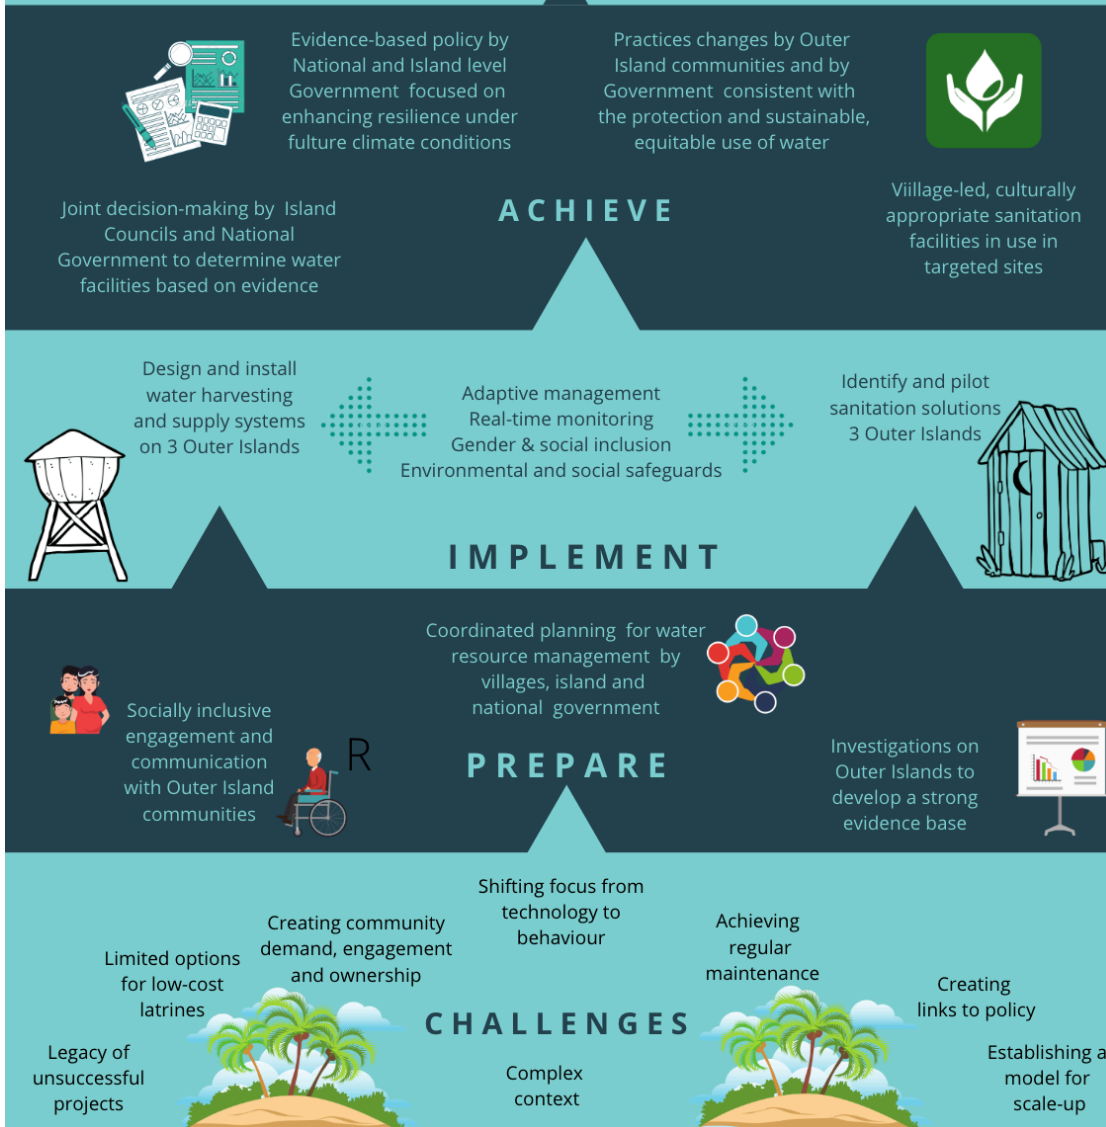 Evidence-based policy by
National and Island level
Government focused on
enhancing resilience under
fulture climate conditions
Practices changes by Outer
Island communities and by
Government consistent with
the protection and sustainable,
equitable use of water
Joint decision-making by Island
Councils and National
Government to determine water
facilities based on evidence
ACHIEVE
Viillage-led, culturally
appropriate sanitation
facilities in use in
targeted sites
Design and install
water harvesting
and supply systems
on 3 Outer Islands
Adaptive management
Real-time monitoring
Gender & social inclusion
Environmental and social safeguards
Identify and pilot
sanitation solutions
3 Outer Islands
IMPLEMENT
Coordinated planning for water
resource management by
villages, island and
national government
Socially inclusive
engagement and
communication
with Outer Island
communities
R
PREPARE
Investigations on
Outer Islands to
develop a strong
evidence base
Shifting focus from
technology to
behaviour
Creating community
demand, engagement
and ownership
Achieving
regular
maintenance
Limited options
for low-cost
latrines
Creating
links to policy
CHALLENGES
Legacy of
unsuccessful
projects
Complex
context
Establishing a
model for
scale-up